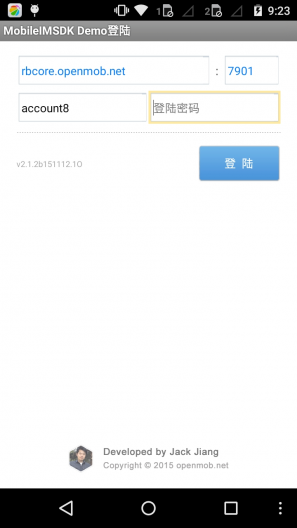 1 2 9:23
MobileIMSDK Demo登陆
rbcore.openmob.net : 7901
account8 登陆密码
v2.1.2b151112.1O 登 陆
Developed by Jack Jiang
Copyright © 2015 openmob.net